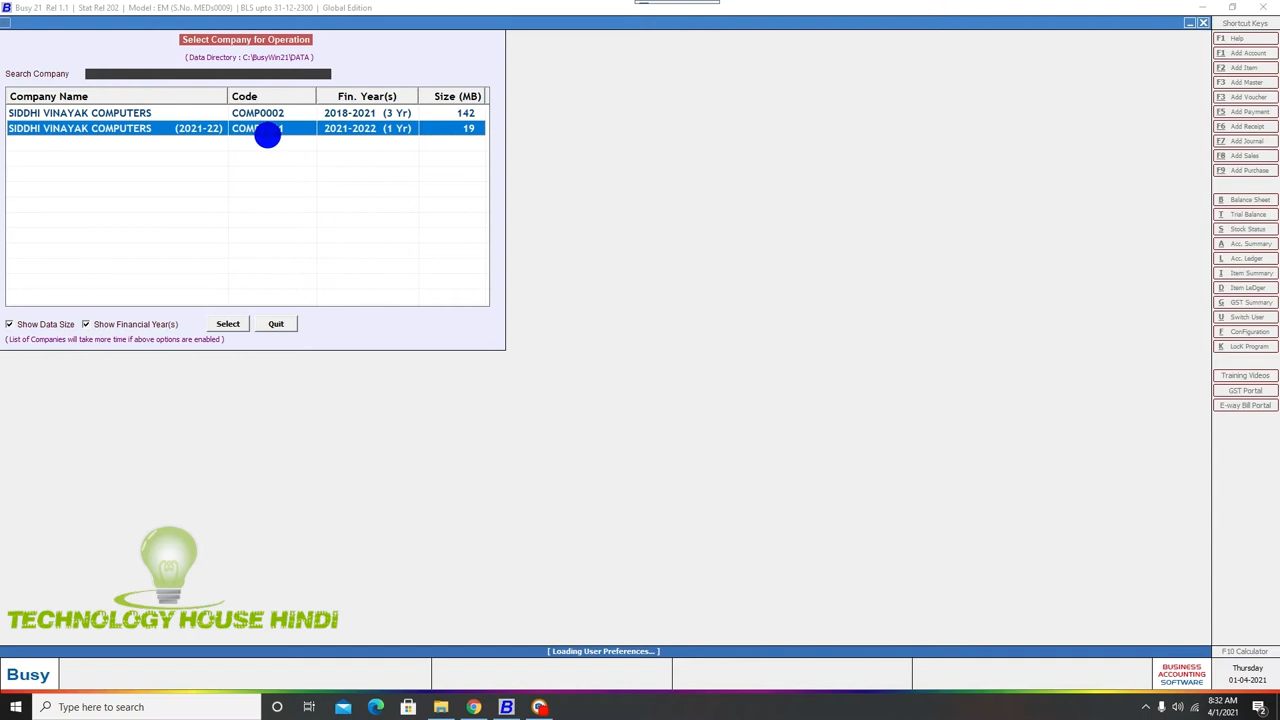 Busy 21 Rel 1.1 | Stat Rel 202 | Model : EM (S.No. MEDs0009) | BLS upto 31-12-2300 | Global Edition
Select Company for Operation
( Data Directory : C:\BusyWin21\DATA )
Search Company
Company Name Code Fin. Year(s) Size (MB)
SIDDHI VINAYAK COMPUTERS COMP0002 2018-2021 (3 Yr) 142
SIDDHI VINAYAK COMPUTERS (2021-22) 2021-2022 (1 Yr) 19
Show Data Size Show Financial Year(s) Select Quit
( List of Companies will take more time if above options are enabled )
Shortcut Keys
F1 Help
F1 Add Account
F2 Add Item
F3 Add Master
F3 Add Voucher
F5 Add Payment
F6 Add Receipt
F7 Add Journal
F8 Add Sales
F9 Add Purchase
B Balance Sheet
T Trial Balance
S Stock Status
A Acc. Summary
L Acc. Ledger
I Item Summary
D Item LeDger
G GST Summary
U Switch User
F ConFiguration
K LocK Program
Training Videos
GST Portal
E-way Bill Portal
TECHNOLOGY HOUSE HINDI
[ Loading User Preferences... ]
F10 Calculator
Busy
BUSINESS
ACCOUNTING
SOFTWARE
Thursday
01-04-2021
Type here to search
8:32 AM
4/1/2021
2